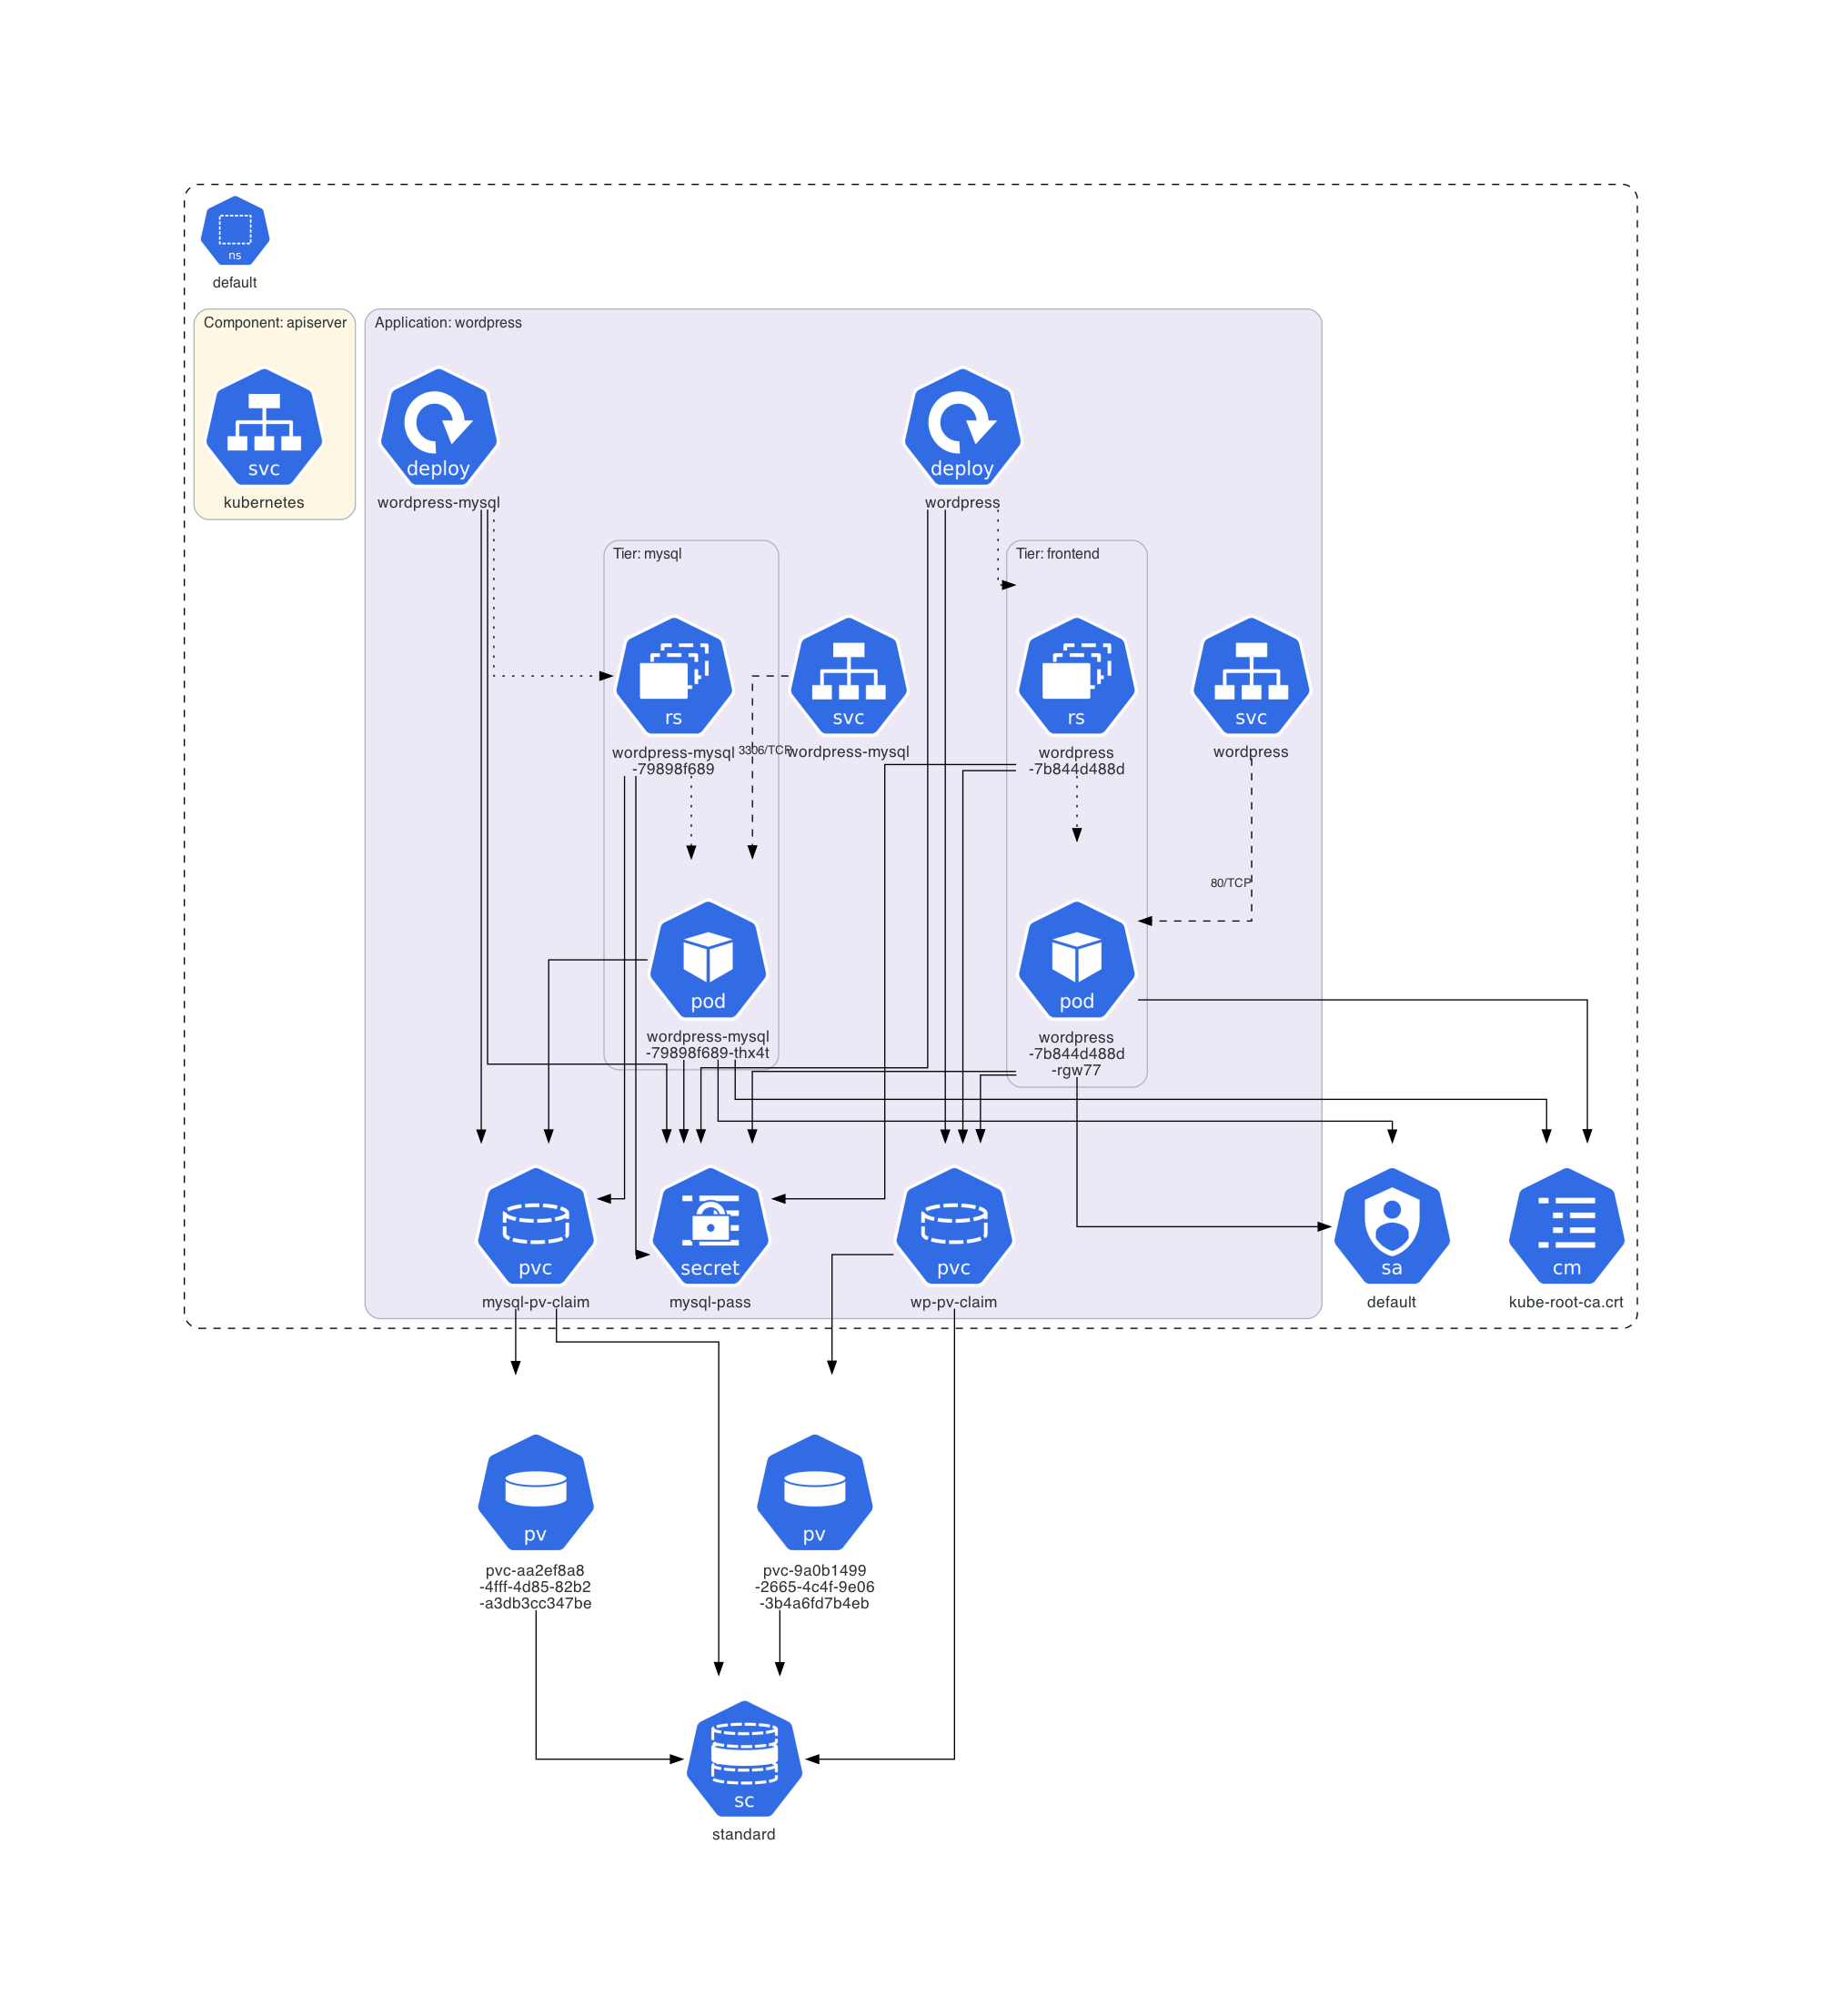 ns
default
Component: apiserver
Application: wordpress
svc
kubernetes
deploy
wordpress-mysql
deploy
wordpress
Tier: mysql
Tier: frontend
rs
wordpress-mysql
-79898f689
3306/TCP
svc
wordpress-mysql
rs
wordpress
-7b844d488d
svc
wordpress
80/TCP
pod
wordpress-mysql
-79898f689-thx4t
pod
wordpress
-7b844d488d
-rgw77
pvc
mysql-pv-claim
secret
mysql-pass
pvc
wp-pv-claim
sa
default
cm
kube-root-ca.crt
pv
pvc-aa2ef8a8
-4fff-4d85-82b2
-a3db3cc347be
pv
pvc-9a0b1499
-2665-4c4f-9e06
-3b4a6fd7b4eb
sc
standard